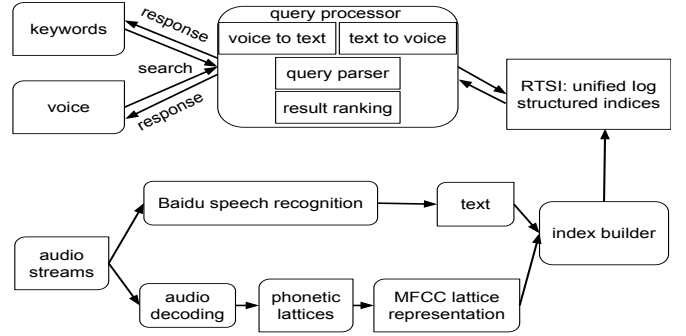 query processor
response
keywords
voice to text
text to voice
search
query parser
RTSI: unified log
structured indices
voice
response
result ranking
Baidu speech recognition
text
index builder
audio
streams
audio
decoding
phonetic
lattices
MFCC lattice
representation